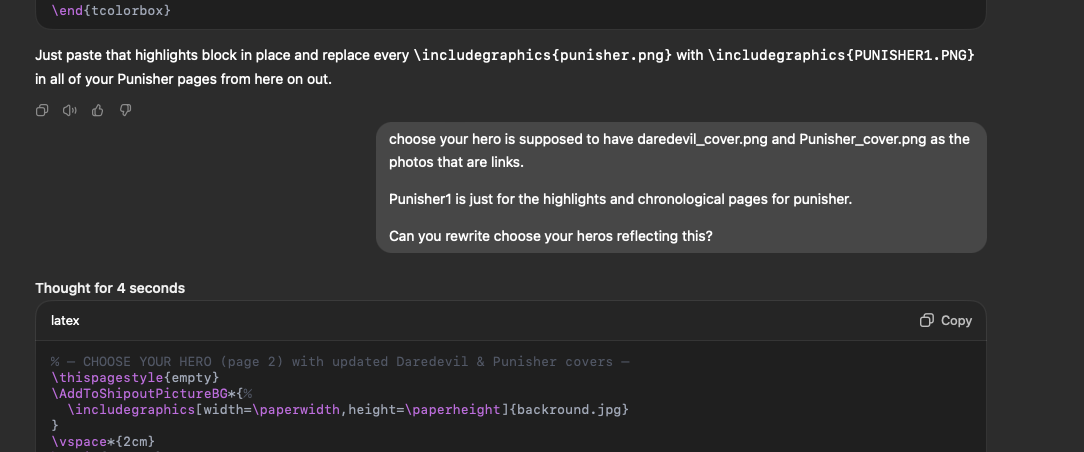 \end{tcolorbox}
Just paste that highlights block in place and replace every \includegraphics{punisher.png} with \includegraphics{PUNISHER1.PNG}
in all of your Punisher pages from here on out.
choose your hero is supposed to have daredevil_cover.png and Punisher_cover.png as the
photos that are links.
Punisher1 is just for the highlights and chronological pages for punisher.
Can you rewrite choose your heros reflecting this?
Thought for 4 seconds
latex
Copy
% — CHOOSE YOUR HERO (page 2) with updated Daredevil & Punisher covers —
\thispagestyle{empty}
\AddToShipoutPictureBG*{%
\includegraphics[width=\paperwidth,height=\paperheight]{backround.jpg}
}
\vspace*{2cm}